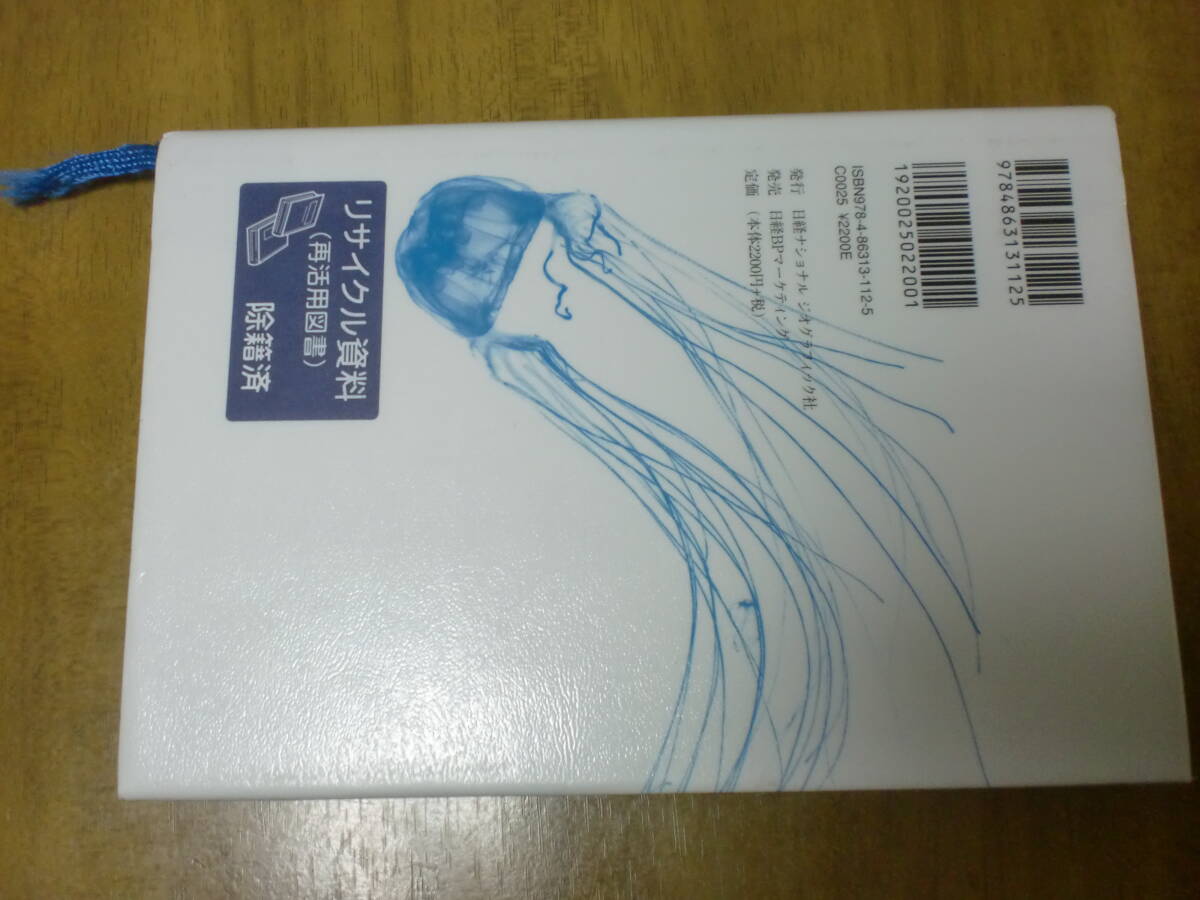 9784863131125
1920025022001
ISBN978-4-86313-112-5
C0025 ¥2200E
発行 日経ナショナル ジオグラフィック社
発売 日経BPマーケティング
定価 (本体2200円+税)
リサイクル資料
(再活用図書)
除籍済